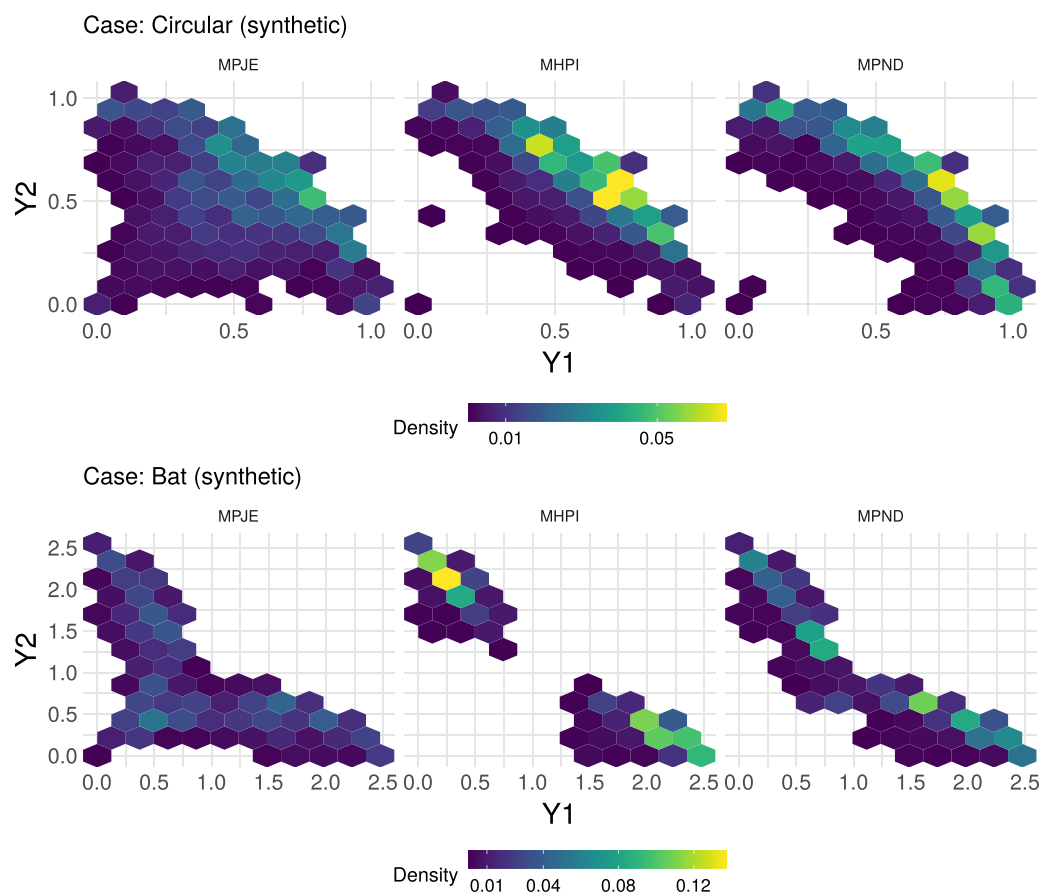 Case: Circular (synthetic)
MPJE MHPI MPND
1.0
0.5
0.0
Y2
0.0 0.5 1.0 0.0 0.5 1.0 0.0 0.5 1.0
Y1
Density
0.01 0.05
Case: Bat (synthetic)
MPJE MHPI MPND
2.5
2.0
1.5
1.0
0.5
0.0
Y2
0.0 0.5 1.0 1.5 2.0 2.5 0.0 0.5 1.0 1.5 2.0 2.5 0.0 0.5 1.0 1.5 2.0 2.5
Y1
Density
0.01 0.04 0.08 0.12